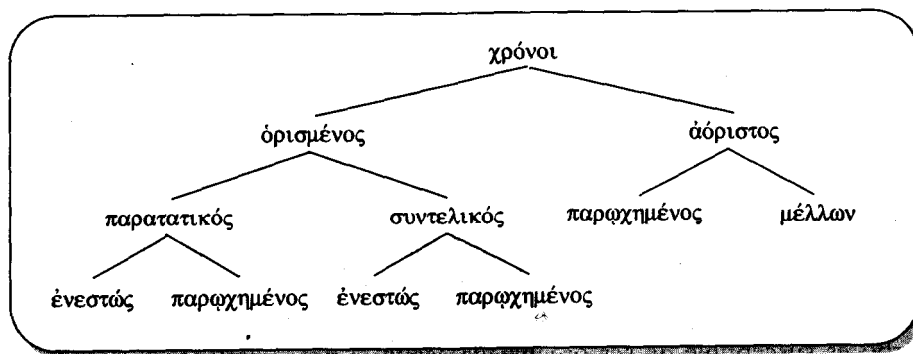 χρόνοι
ὁρισμένος ἀόριστος
παρατατικός συντελικός παρῳχημένος μέλλων
ἐνεστώς παρῳχημένος ἐνεστώς παρῳχημένος